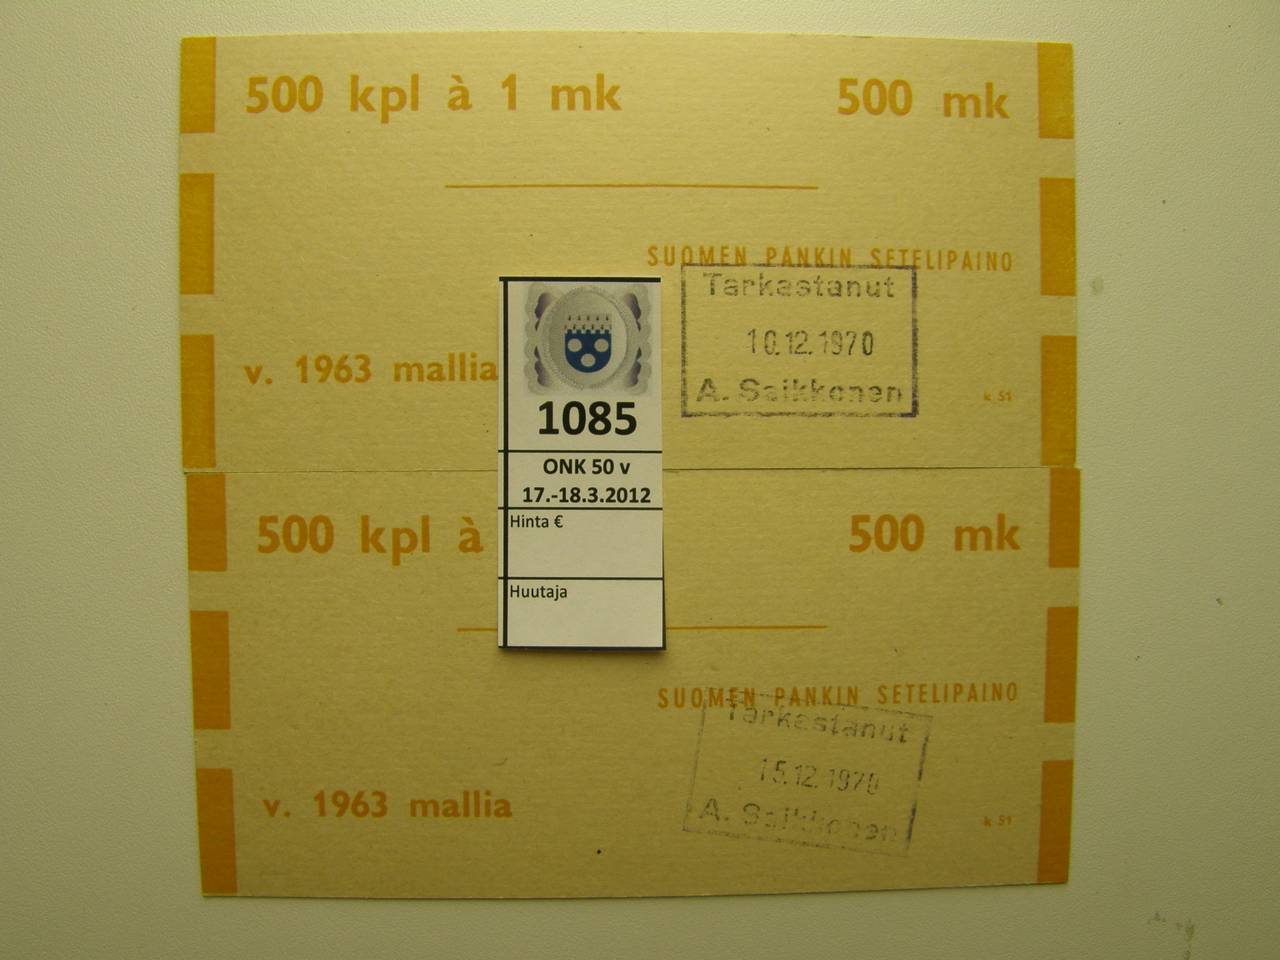 500 kpl à 1 mk 500 mk
SUOMEN PANKIN SETELIPAINO
Tarkastanut
10.12.1970
A. Saikkonen
v. 1963 mallia
k 51
1085
ONK 50 v
17.-18.3.2012
Hinta €
Huutaja
500 kpl à 500 mk
SUOMEN PANKIN SETELIPAINO
Tarkastanut
15.12.1970
A. Saikkonen
v. 1963 mallia
k 51